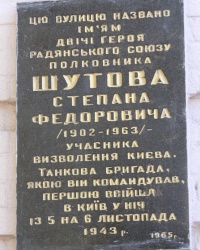 ЦЮ ВУЛИЦЮ НАЗВАНО
ІМ'ЯМ
ДВІЧІ ГЕРОЯ
РАДЯНСЬКОГО СОЮЗУ
ПОЛКОВНИКА
ШУТОВА
СТЕПАНА
ФЕДОРОВИЧА
/1902-1963/-
УЧАСНИКА
ВИЗВОЛЕННЯ КИЄВА.
ТАНКОВА БРИГАДА,
ЯКОЮ ВІН КОМАНДУВАВ,
ПЕРШОЮ ВВІЙШЛА
В КИЇВ У НІЧ
ІЗ 5 НА 6 ЛИСТОПАДА
1943 р.
1965 г.